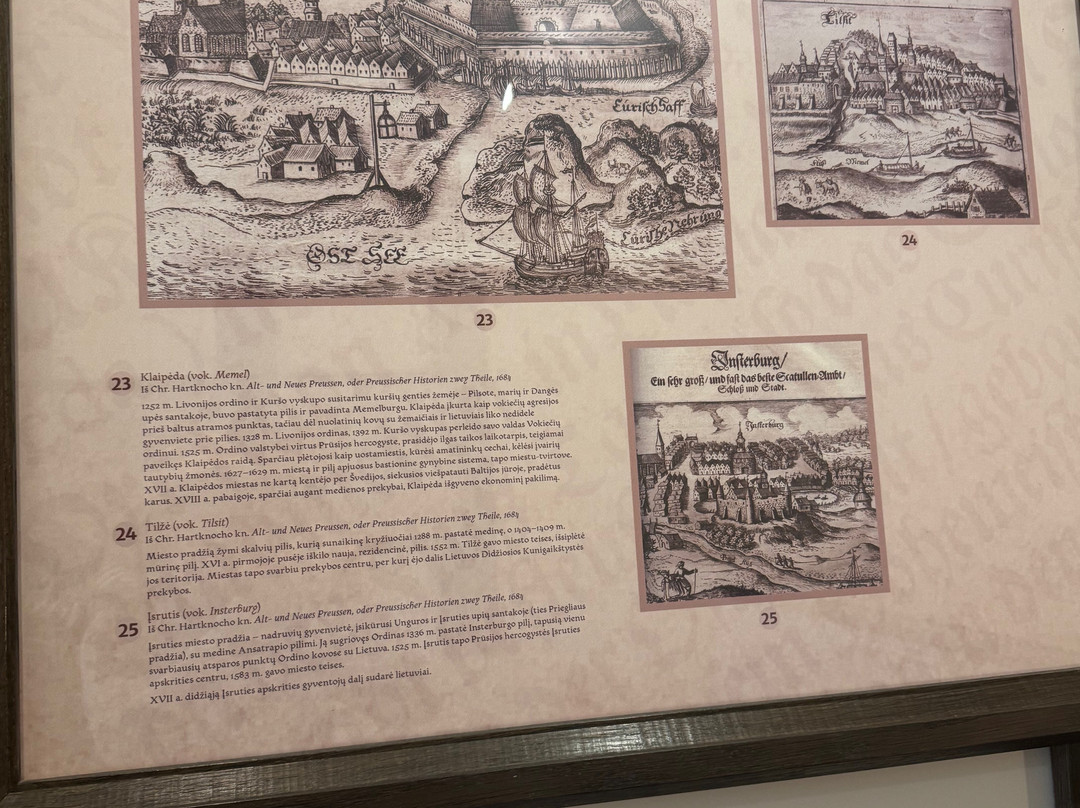 Curisch Haff
Curische Nehrung
OST SEE
23
Tilse
Fluß Memel
24
Insterburg/
Ein sehr groß/und fast das beste Scatullen-Ambt/
Schloß und Stadt.
Insterburg
25
23 Klaipėda (vok. Memel)
Iš Chr. Hartknocho kn. Alt- und Neues Preussen, oder Preussischer Historien zwey Theile, 1684
1252 m. Livonijos ordino ir Kuršo vyskupo susitarimu kuršių genties žemėje – Pilsote, marių ir Dangės
upės santakoje, buvo pastatyta pilis ir pavadinta Memelburgu. Klaipėda įkurta kaip vokiečių agresijos
prieš baltus atramos punktas, tačiau dėl nuolatinių kovų su žemaičiais ir lietuviais liko nedidele
gyvenviete prie pilies. 1328 m. Livonijos ordinas, 1392 m. Kuršo vyskupas perleido savo valdas Vokiečių
ordinui. 1525 m. Ordino valstybei virtus Prūsijos hercogyste, prasidėjo ilgas taikos laikotarpis, teigiamai
paveikęs Klaipėdos raidą. Sparčiau plėtojosi kaip uostamiestis, kūrėsi amatininkų cechai, kėlėsi įvairių
tautybių žmonės. 1627–1629 m. miestą ir pilį apjuosus bastionine gynybine sistema, tapo miestu-tvirtove.
XVII a. Klaipėdos miestas ne kartą kentėjo per Švedijos, siekusios viešpatauti Baltijos jūroje, pradėtus
karus. XVIII a. pabaigoje, sparčiai augant medienos prekybai, Klaipėda išgyveno ekonominį pakilimą.
24 Tilžė (vok. Tilsit)
Iš Chr. Hartknocho kn. Alt- und Neues Preussen, oder Preussischer Historien zwey Theile, 1684
Miesto pradžią žymi skalvių pilis, kurią sunaikinę kryžiuočiai 1288 m. pastatė medinę, o 1404–1409 m.
mūrinę pilį. XVI a. pirmojoje pusėje iškilo nauja, rezidencinė, pilis. 1552 m. Tilžė gavo miesto teises, išsiplėtė
jos teritorija. Miestas tapo svarbiu prekybos centru, per kurį ėjo dalis Lietuvos Didžiosios Kunigaikštystės
prekybos.
25 Įsrutis (vok. Insterburg)
Iš Chr. Hartknocho kn. Alt- und Neues Preussen, oder Preussischer Historien zwey Theile, 1684
Įsruties miesto pradžia – nadruvių gyvenvietė, įsikūrusi Unguros ir Įsruties upių santakoje (ties Priegliaus
pradžia), su medine Ansatrapio pilimi. Ją sugriovęs Ordinas 1336 m. pastatė Insterburgo pilį, tapusią vienu
svarbiausių atsparos punktų Ordino kovose su Lietuva. 1525 m. Įsrutis tapo Prūsijos hercogystės Įsruties
apskrities centru, 1583 m. gavo miesto teises.
XVII a. didžiąją Įsruties apskrities gyventojų dalį sudarė lietuviai.